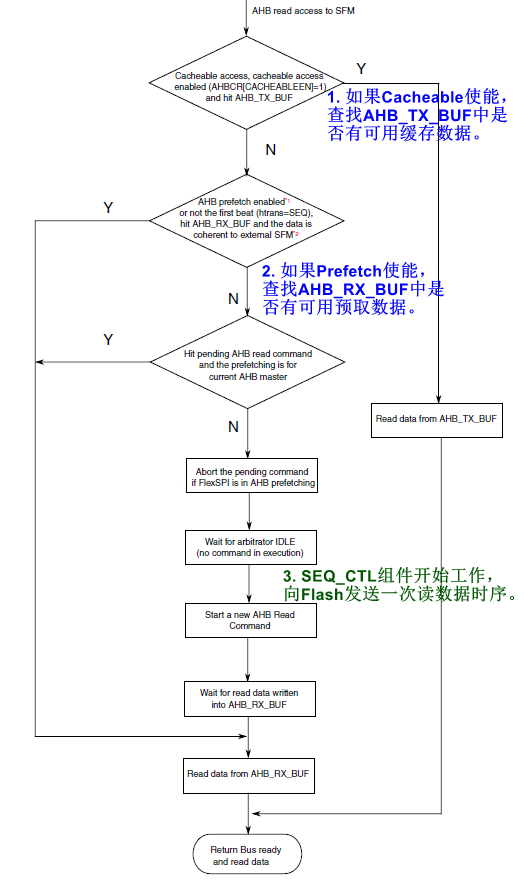 AHB read access to SFM
Cacheable access, cacheable access
enabled (AHBCR[CACHEABLEEN]=1)
and hit AHB_TX_BUF
Y
1. 如果Cacheable使能，
查找AHB_TX_BUF中是
否有可用缓存数据。
N
AHB prefetch enabled*1
or not the first beat (htrans=SEQ),
hit AHB_RX_BUF and the data is
coherent to external SFM*2
Y
2. 如果Prefetch使能，
查找AHB_RX_BUF中是
否有可用预取数据。
N
Y
Hit pending AHB read command
and the prefetching is for
current AHB master
Read data from AHB_TX_BUF
N
Abort the pending command
if FlexSPI is in AHB prefetching
Wait for arbitrator IDLE
(no command in execution)
3. SEQ_CTL组件开始工作，
向Flash发送一次读数据时序。
Start a new AHB Read
Command
Wait for read data written
into AHB_RX_BUF
Read data from AHB_RX_BUF
Return Bus ready
and read data